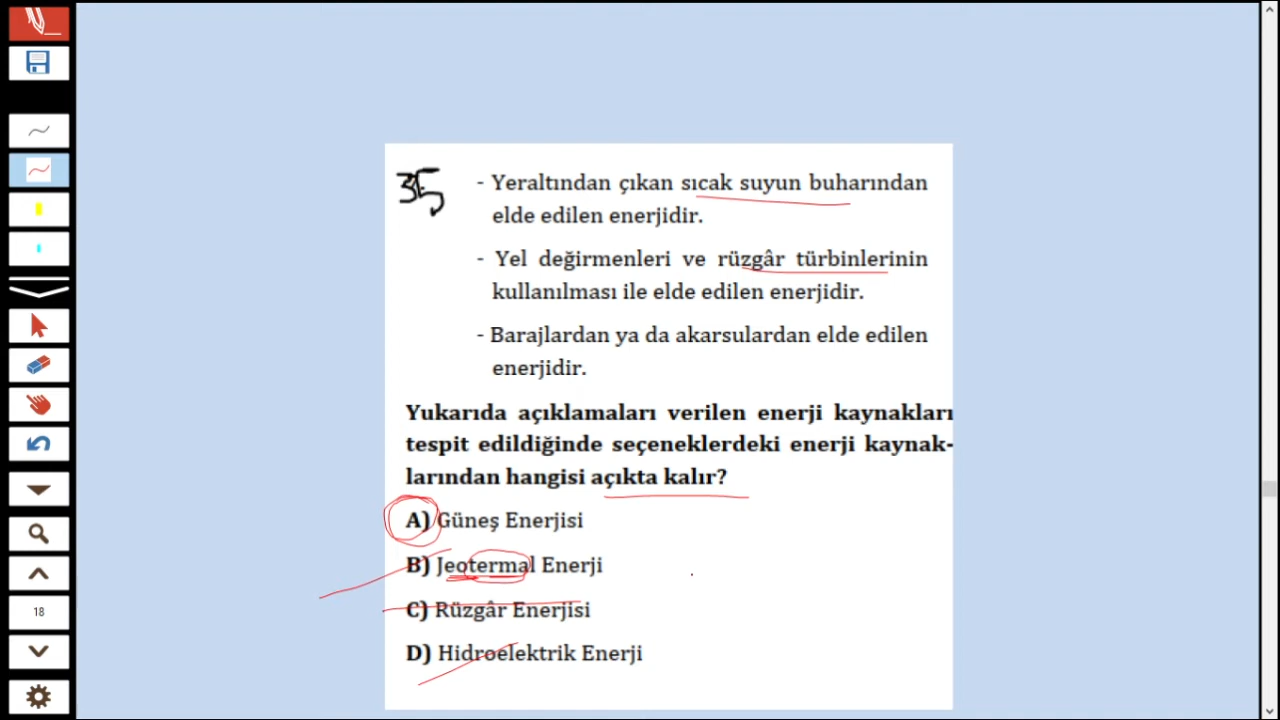 35
- Yeraltından çıkan sıcak suyun buharından
elde edilen enerjidir.
- Yel değirmenleri ve rüzgâr türbinlerinin
kullanılması ile elde edilen enerjidir.
- Barajlardan ya da akarsulardan elde edilen
enerjidir.
Yukarıda açıklamaları verilen enerji kaynakları
tespit edildiğinde seçeneklerdeki enerji kaynak-
larından hangisi açıkta kalır?
A) Güneş Enerjisi
B) Jeotermal Enerji
C) Rüzgâr Enerjisi
D) Hidroelektrik Enerji
18